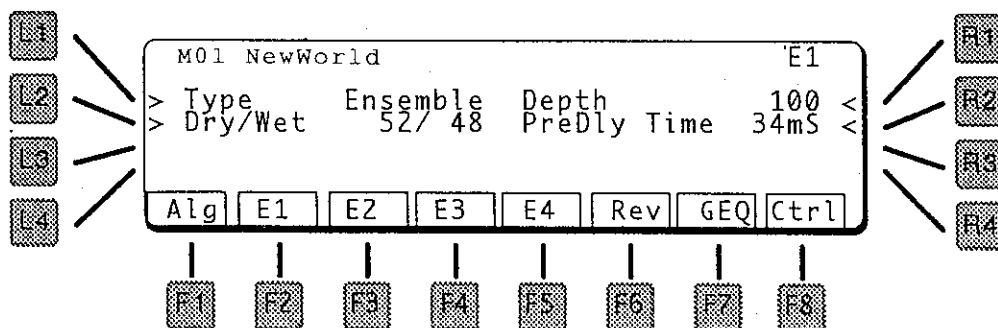 L1
L2
L3
L4
M01 NewWorld E1
> Type Ensemble Depth 100 <
> Dry/Wet 52/ 48 PreDly Time 34mS <
Alg E1 E2 E3 E4 Rev GEQ Ctrl
R1
R2
R3
R4
F1 F2 F3 F4 F5 F6 F7 F8